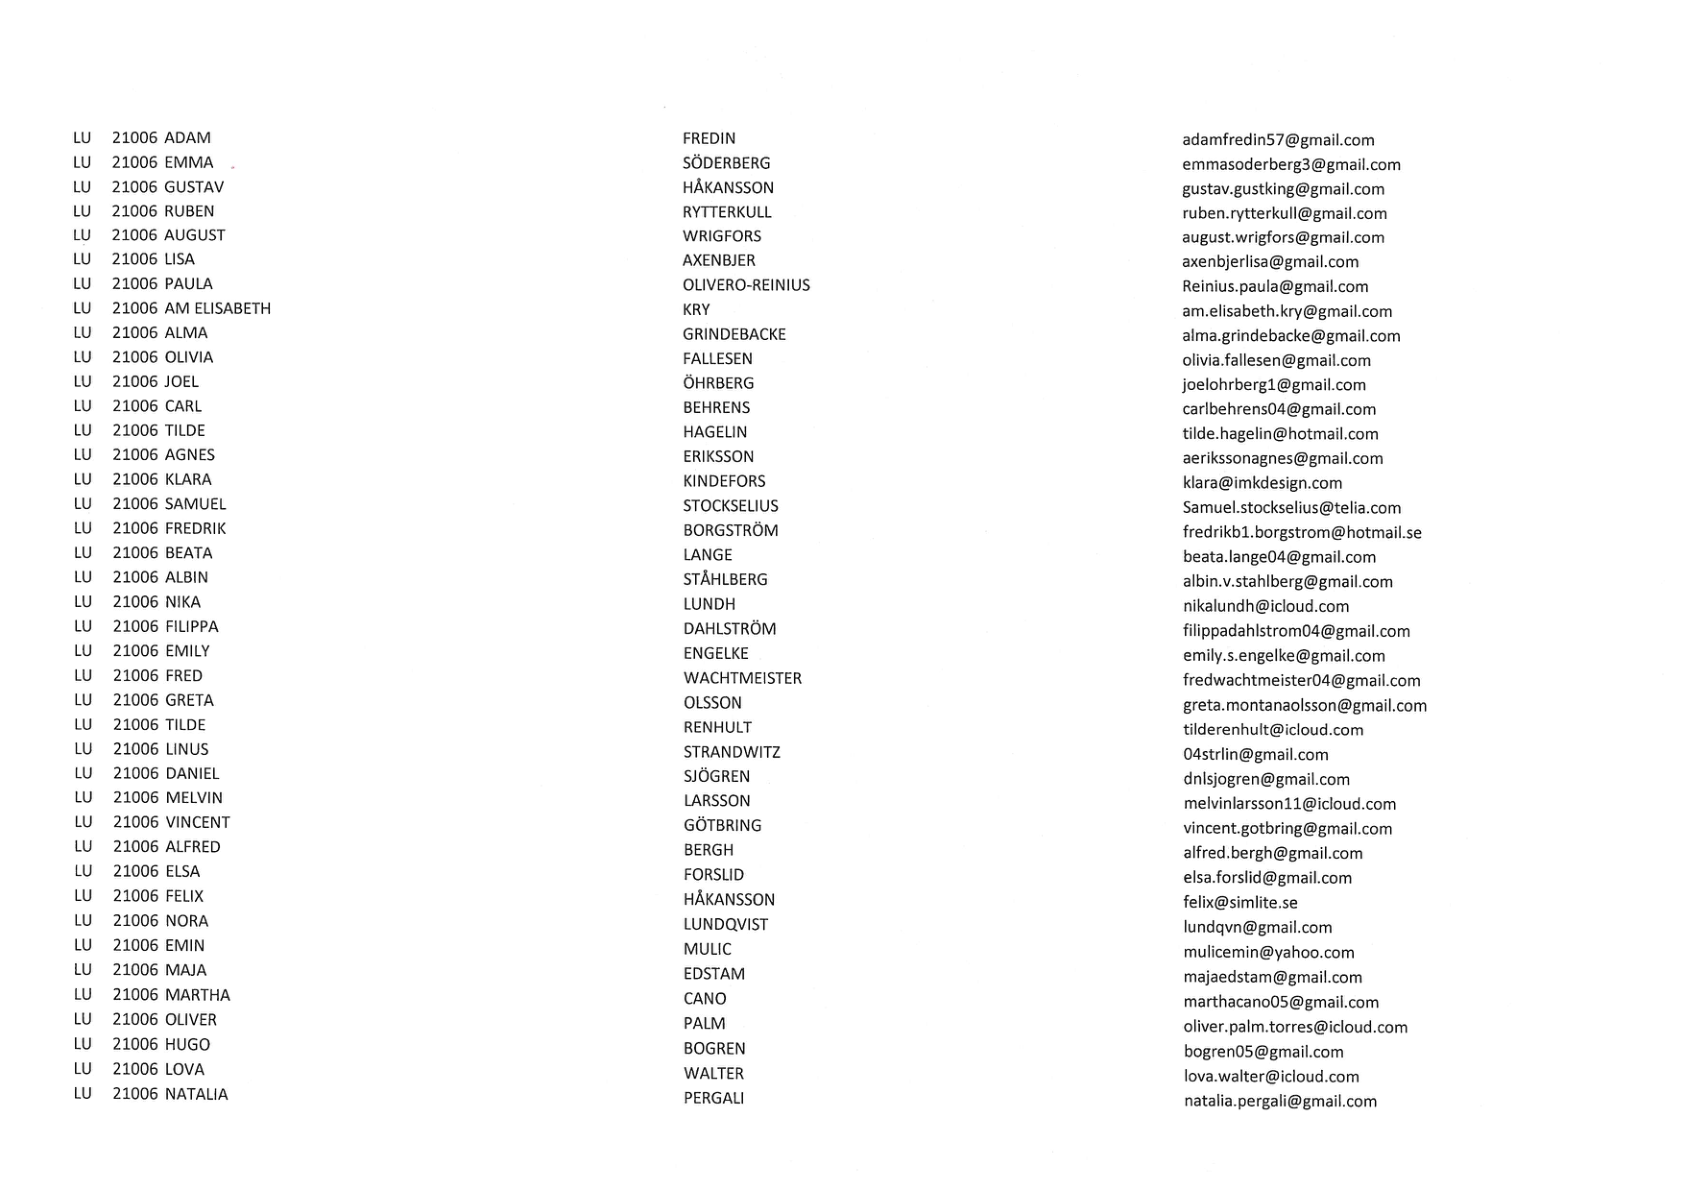 LU 21006 ADAM FREDIN adamfredin57@gmail.com
LU 21006 EMMA SÖDERBERG emmasoderberg3@gmail.com
LU 21006 GUSTAV HÅKANSSON gustav.gustking@gmail.com
LU 21006 RUBEN RYTTERKULL ruben.rytterkull@gmail.com
LU 21006 AUGUST WRIGFORS august.wrigfors@gmail.com
LU 21006 LISA AXENBJER axenbjerlisa@gmail.com
LU 21006 PAULA OLIVERO-REINIUS Reinius.paula@gmail.com
LU 21006 AM ELISABETH KRY am.elisabeth.kry@gmail.com
LU 21006 ALMA GRINDEBACKE alma.grindebacke@gmail.com
LU 21006 OLIVIA FALLESEN olivia.fallesen@gmail.com
LU 21006 JOEL ÖHRBERG joelohrberg1@gmail.com
LU 21006 CARL BEHRENS carlbehrens04@gmail.com
LU 21006 TILDE HAGELIN tilde.hagelin@hotmail.com
LU 21006 AGNES ERIKSSON aerikssonagnes@gmail.com
LU 21006 KLARA KINDEFORS klara@imkdesign.com
LU 21006 SAMUEL STOCKSELIUS Samuel.stockselius@telia.com
LU 21006 FREDRIK BORGSTRÖM fredrikb1.borgstrom@hotmail.se
LU 21006 BEATA LANGE beata.lange04@gmail.com
LU 21006 ALBIN STÅHLBERG albin.v.stahlberg@gmail.com
LU 21006 NIKA LUNDH nikalundh@icloud.com
LU 21006 FILIPPA DAHLSTRÖM filippadahlstrom04@gmail.com
LU 21006 EMILY ENGELKE emily.s.engelke@gmail.com
LU 21006 FRED WACHTMEISTER fredwachtmeister04@gmail.com
LU 21006 GRETA OLSSON greta.montanaolsson@gmail.com
LU 21006 TILDE RENHULT tilderenhult@icloud.com
LU 21006 LINUS STRANDWITZ 04strlin@gmail.com
LU 21006 DANIEL SJÖGREN dnlsjogren@gmail.com
LU 21006 MELVIN LARSSON melvinlarsson11@icloud.com
LU 21006 VINCENT GÖTBRING vincent.gotbring@gmail.com
LU 21006 ALFRED BERGH alfred.bergh@gmail.com
LU 21006 ELSA FORSLID elsa.forslid@gmail.com
LU 21006 FELIX HÅKANSSON felix@simlite.se
LU 21006 NORA LUNDQVIST lundqvn@gmail.com
LU 21006 EMIN MULIC mulicemin@yahoo.com
LU 21006 MAJA EDSTAM majaedstam@gmail.com
LU 21006 MARTHA CANO marthacano05@gmail.com
LU 21006 OLIVER PALM oliver.palm.torres@icloud.com
LU 21006 HUGO BOGREN bogren05@gmail.com
LU 21006 LOVA WALTER lova.walter@icloud.com
LU 21006 NATALIA PERGALI natalia.pergali@gmail.com